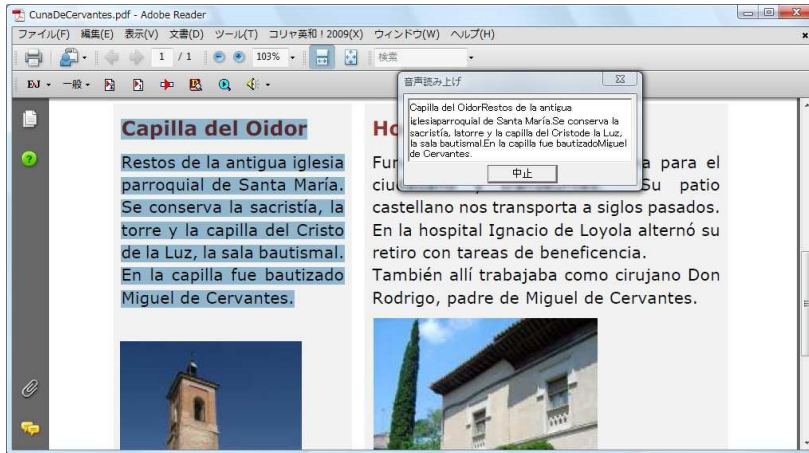 CunaDeCervantes.pdf - Adobe Reader
ファイル(F) 編集(E) 表示(V) 文書(D) ツール(T) コリャ英和！2009(X) ウィンドウ(W) ヘルプ(H)
1 / 1 103% 検索
EJ 一般
音声読み上げ
Capilla del OidorRestos de la antigua
iglesiaparroquial de Santa María.Se conserva la
sacristía, latorre y la capilla del Cristode la Luz,
la sala bautismal.En la capilla fue bautizadoMiguel
de Cervantes.
中止
Capilla del Oidor
Restos de la antigua iglesia
parroquial de Santa María.
Se conserva la sacristía, la
torre y la capilla del Cristo
de la Luz, la sala bautismal.
En la capilla fue bautizado
Miguel de Cervantes.
para el
Su patio
castellano nos transporta a siglos pasados.
En la hospital Ignacio de Loyola alternó su
retiro con tareas de beneficencia.
También allí trabajaba como cirujano Don
Rodrigo, padre de Miguel de Cervantes.